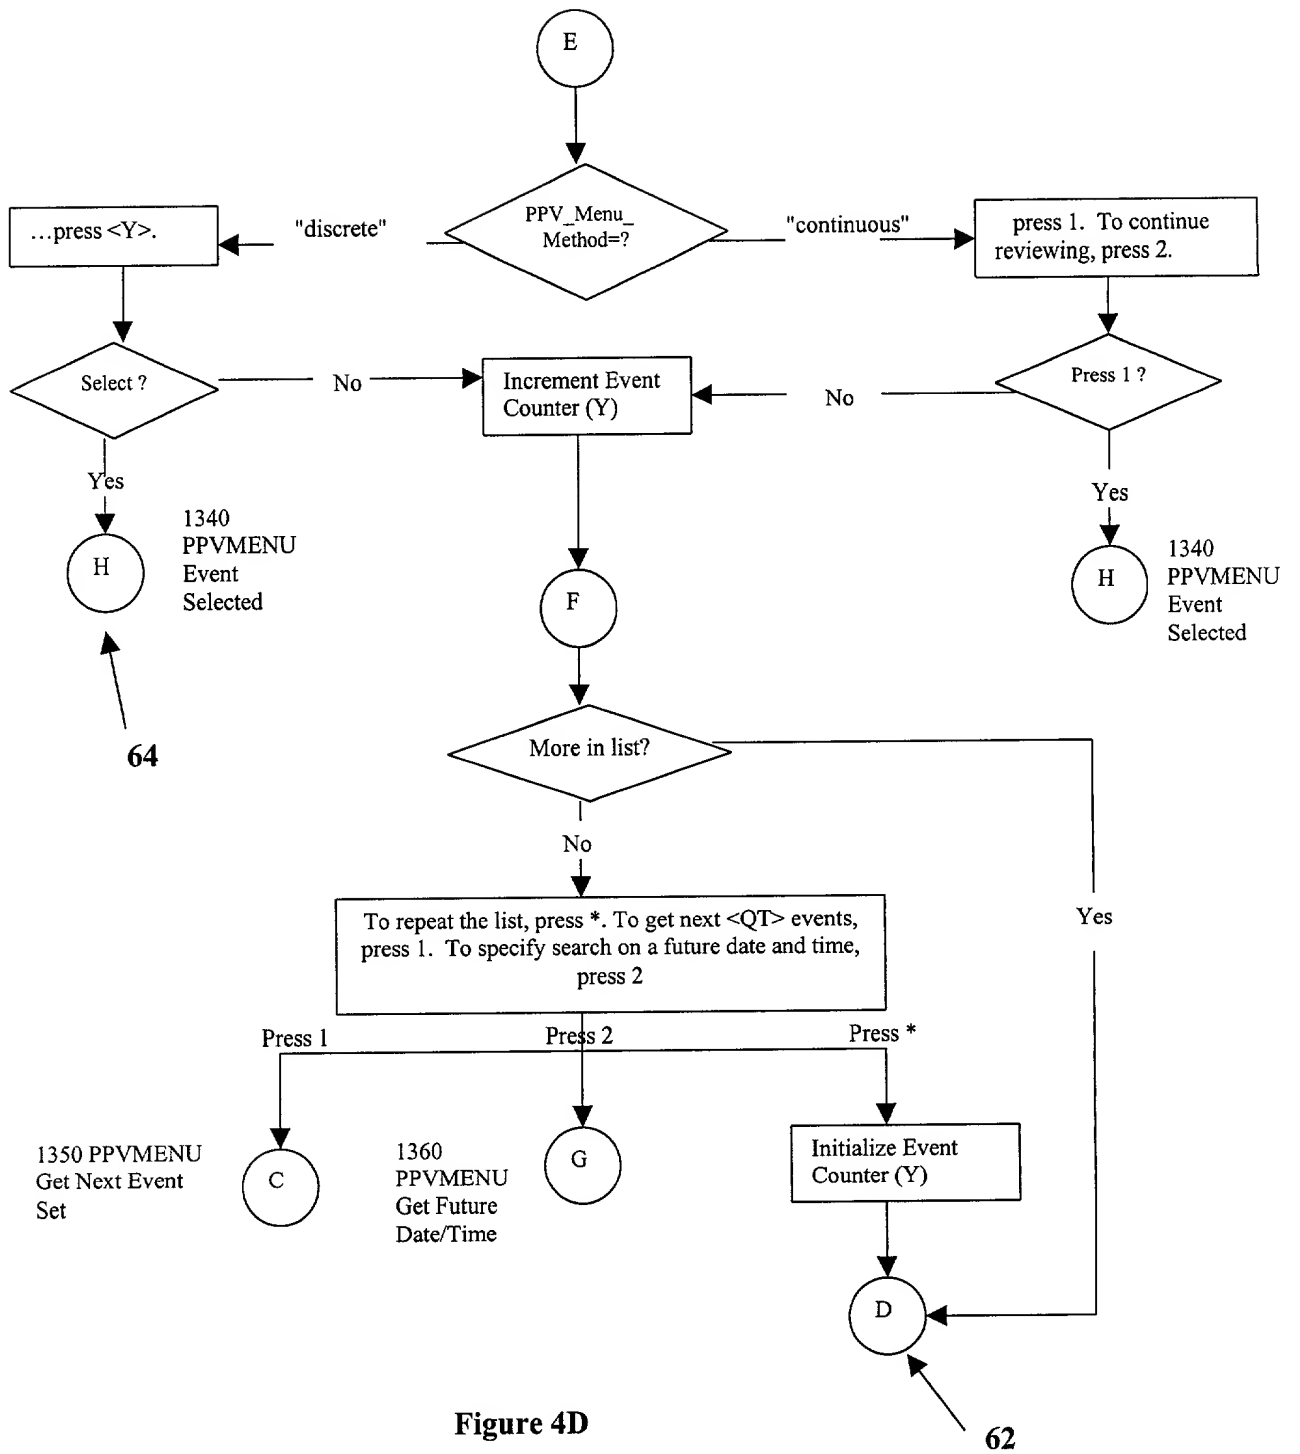 E
PPV_Menu_
Method=?
"discrete"
"continuous"
…press <Y>.
press 1. To continue
reviewing, press 2.
Select ?
No
Increment Event
Counter (Y)
No
Press 1 ?
Yes
H
1340
PPVMENU
Event
Selected
64
Yes
H
1340
PPVMENU
Event
Selected
F
More in list?
No
Yes
To repeat the list, press *. To get next <QT> events,
press 1. To specify search on a future date and time,
press 2
Press 1
Press 2
Press *
1350 PPVMENU
Get Next Event
Set
C
1360
PPVMENU
Get Future
Date/Time
G
Initialize Event
Counter (Y)
D
62
Figure 4D